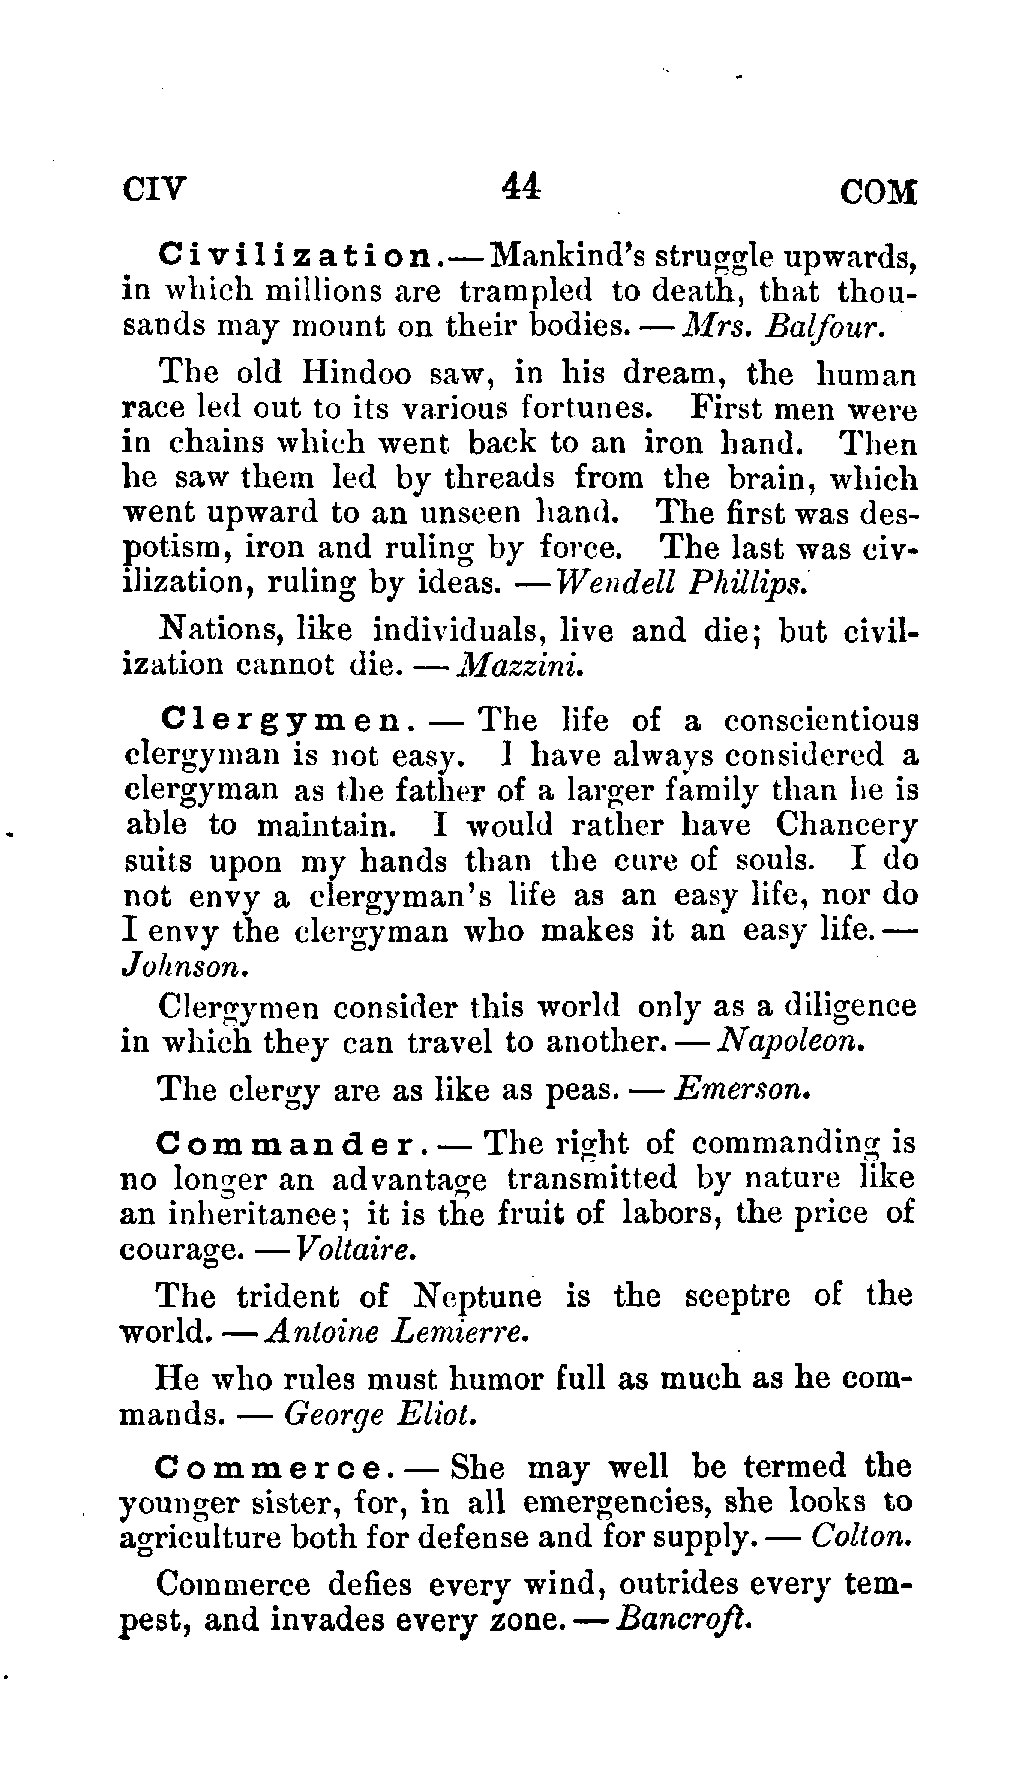 CIV 44 COM
Civilization.—Mankind's struggle upwards,
in which millions are trampled to death, that thou-
sands may mount on their bodies. — Mrs. Balfour.
The old Hindoo saw, in his dream, the human
race led out to its various fortunes. First men were
in chains which went back to an iron hand. Then
he saw them led by threads from the brain, which
went upward to an unseen hand. The first was des-
potism, iron and ruling by force. The last was civ-
ilization, ruling by ideas. — Wendell Phillips.
Nations, like individuals, live and die; but civil-
ization cannot die. — Mazzini.
Clergymen. — The life of a conscientious
clergyman is not easy. I have always considered a
clergyman as the father of a larger family than he is
able to maintain. I would rather have Chancery
suits upon my hands than the cure of souls. I do
not envy a clergyman's life as an easy life, nor do
I envy the clergyman who makes it an easy life. —
Johnson.
Clergymen consider this world only as a diligence
in which they can travel to another. — Napoleon.
The clergy are as like as peas. — Emerson.
Commander. — The right of commanding is
no longer an advantage transmitted by nature like
an inheritance; it is the fruit of labors, the price of
courage. — Voltaire.
The trident of Neptune is the sceptre of the
world. — Antoine Lemierre.
He who rules must humor full as much as he com-
mands. — George Eliot.
Commerce. — She may well be termed the
younger sister, for, in all emergencies, she looks to
agriculture both for defense and for supply. — Colton.
Commerce defies every wind, outrides every tem-
pest, and invades every zone. — Bancroft.